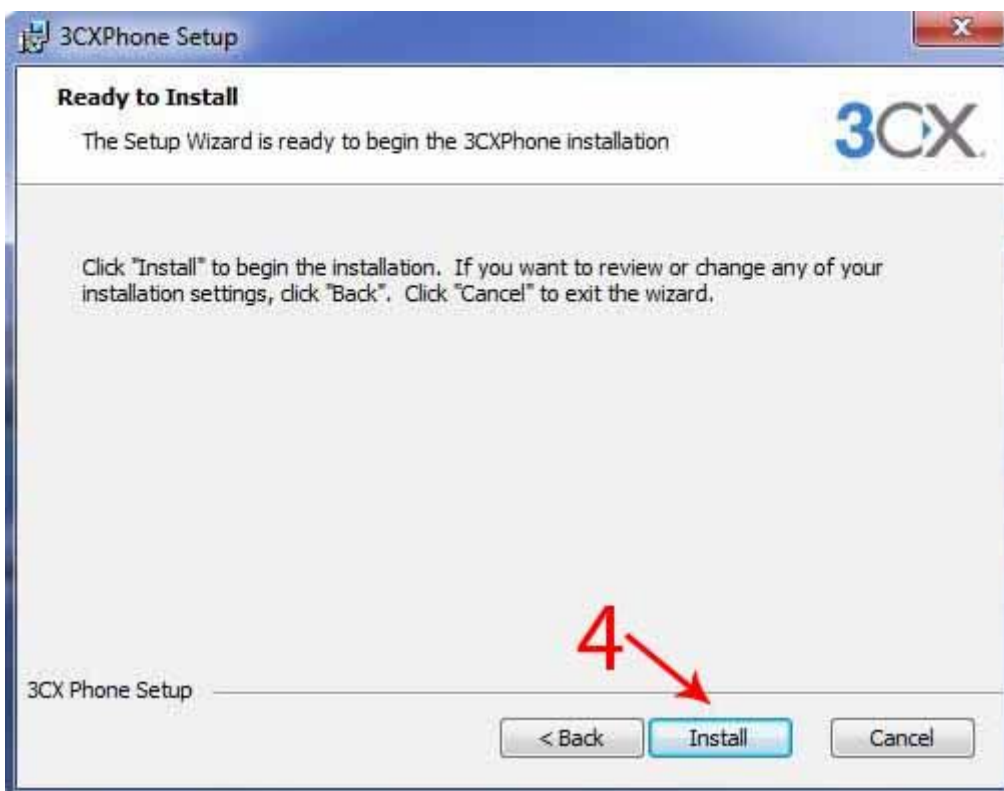 3CXPhone Setup
Ready to Install
The Setup Wizard is ready to begin the 3CXPhone installation
3CX
Click "Install" to begin the installation. If you want to review or change any of your
installation settings, click "Back". Click "Cancel" to exit the wizard.
4
3CX Phone Setup
< Back Install Cancel